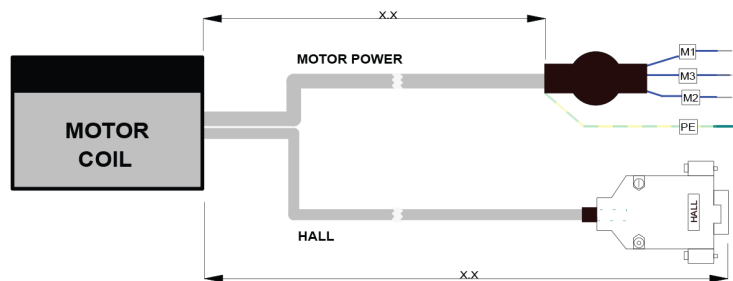 X.X
MOTOR POWER
M1
M3
M2
PE
MOTOR
COIL
HALL
HALL
X.X